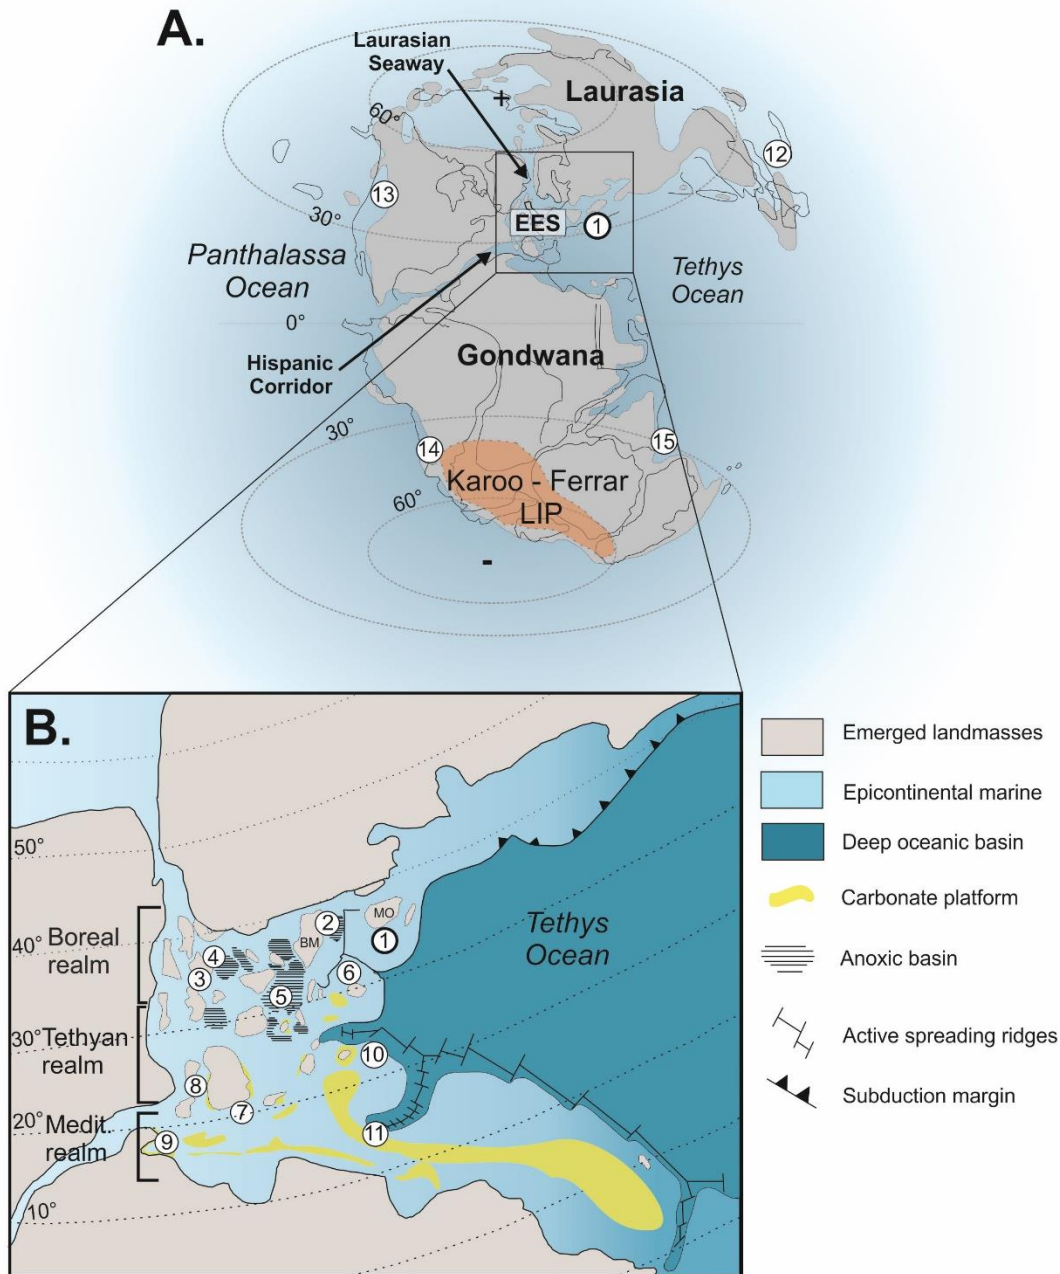 A.
Laurasian
Seaway
Laurasia
+
60°
12
13
30°
EES
1
Panthalassa
Ocean
Tethys
Ocean
0°
Hispanic
Corridor
Gondwana
30°
14
15
Karoo - Ferrar
LIP
60°
-
B.
Emerged landmasses
Epicontinental marine
Deep oceanic basin
Carbonate platform
Anoxic basin
Active spreading ridges
Subduction margin
50°
Boreal
realm
40°
MO
2
BM
1
4
3
6
5
Tethys
Ocean
30°
Tethyan
realm
10
8
7
20°
Medit.
realm
11
9
10°